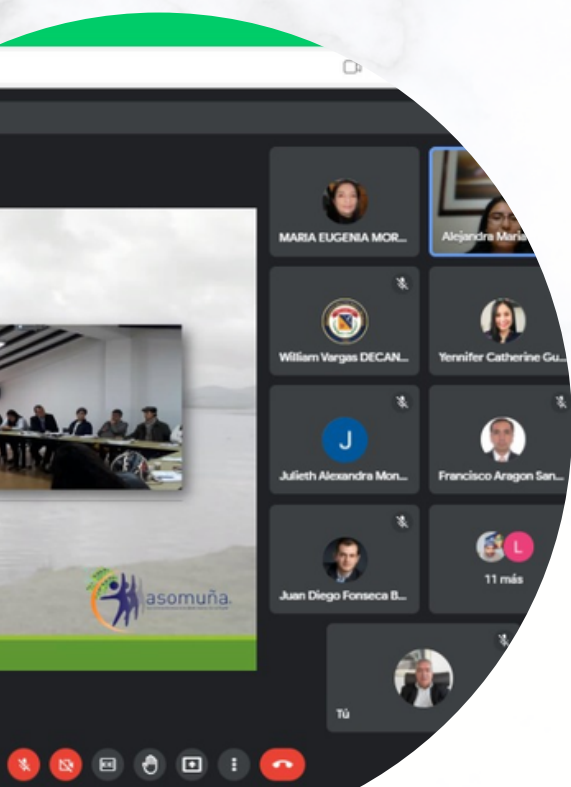 MARIA EUGENIA MOR...
Alejandra Maria
William Vargas DECAN...
Yennifer Catherine Gu...
J
Julieth Alexandra Mon...
Francisco Aragon San...
Juan Diego Fonseca B...
L
11 más
asomuña.
Tú